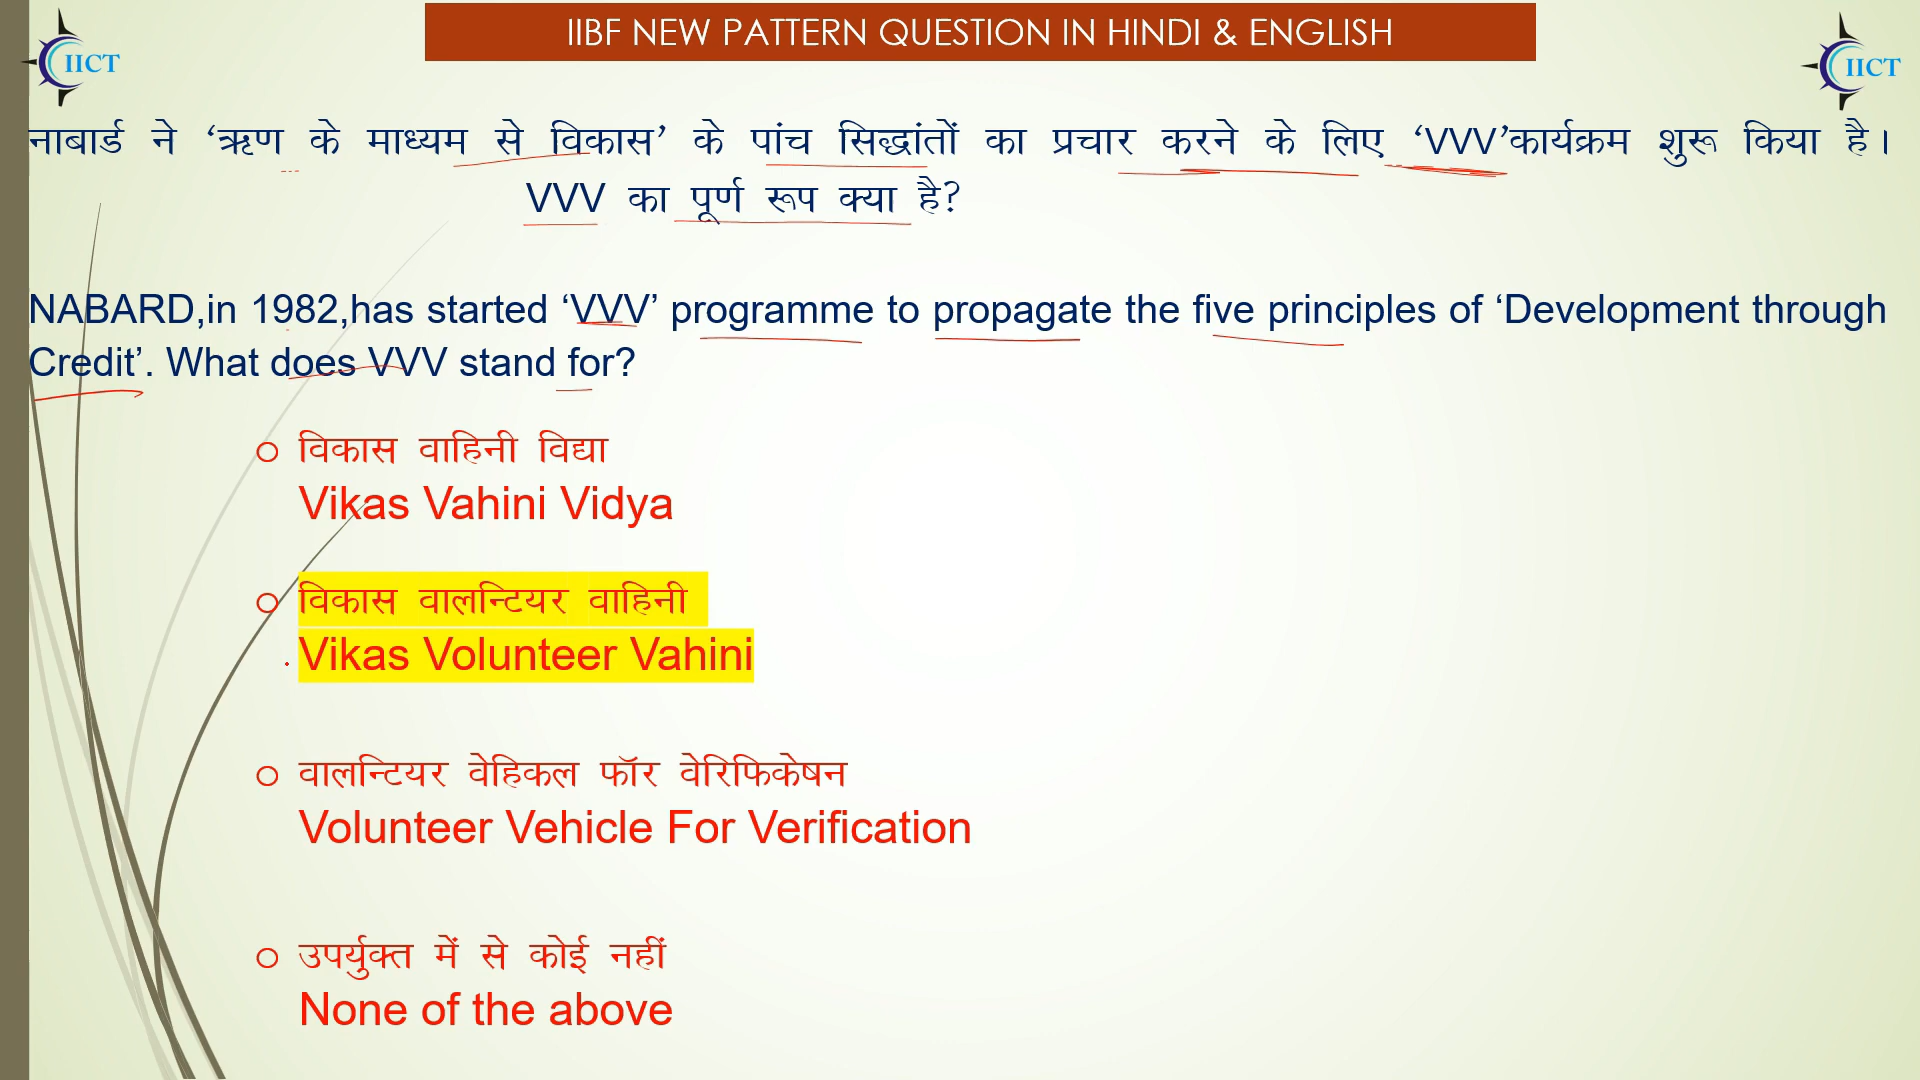 IIBF NEW PATTERN QUESTION IN HINDI & ENGLISH
IICT
IICT
नाबार्ड ने ‘ऋण के माध्यम से विकास’ के पांच सिद्धांतों का प्रचार करने के लिए ‘VVV’कार्यक्रम शुरू किया है।
VVV का पूर्ण रूप क्या है?
NABARD,in 1982,has started ‘VVV’ programme to propagate the five principles of ‘Development through
Credit’. What does VVV stand for?
विकास वाहिनी विद्या
Vikas Vahini Vidya
विकास वालन्टियर वाहिनी
Vikas Volunteer Vahini
वालन्टियर वेहिकल फॉर वेरिफिकेषन
Volunteer Vehicle For Verification
उपर्युक्त में से कोई नहीं
None of the above